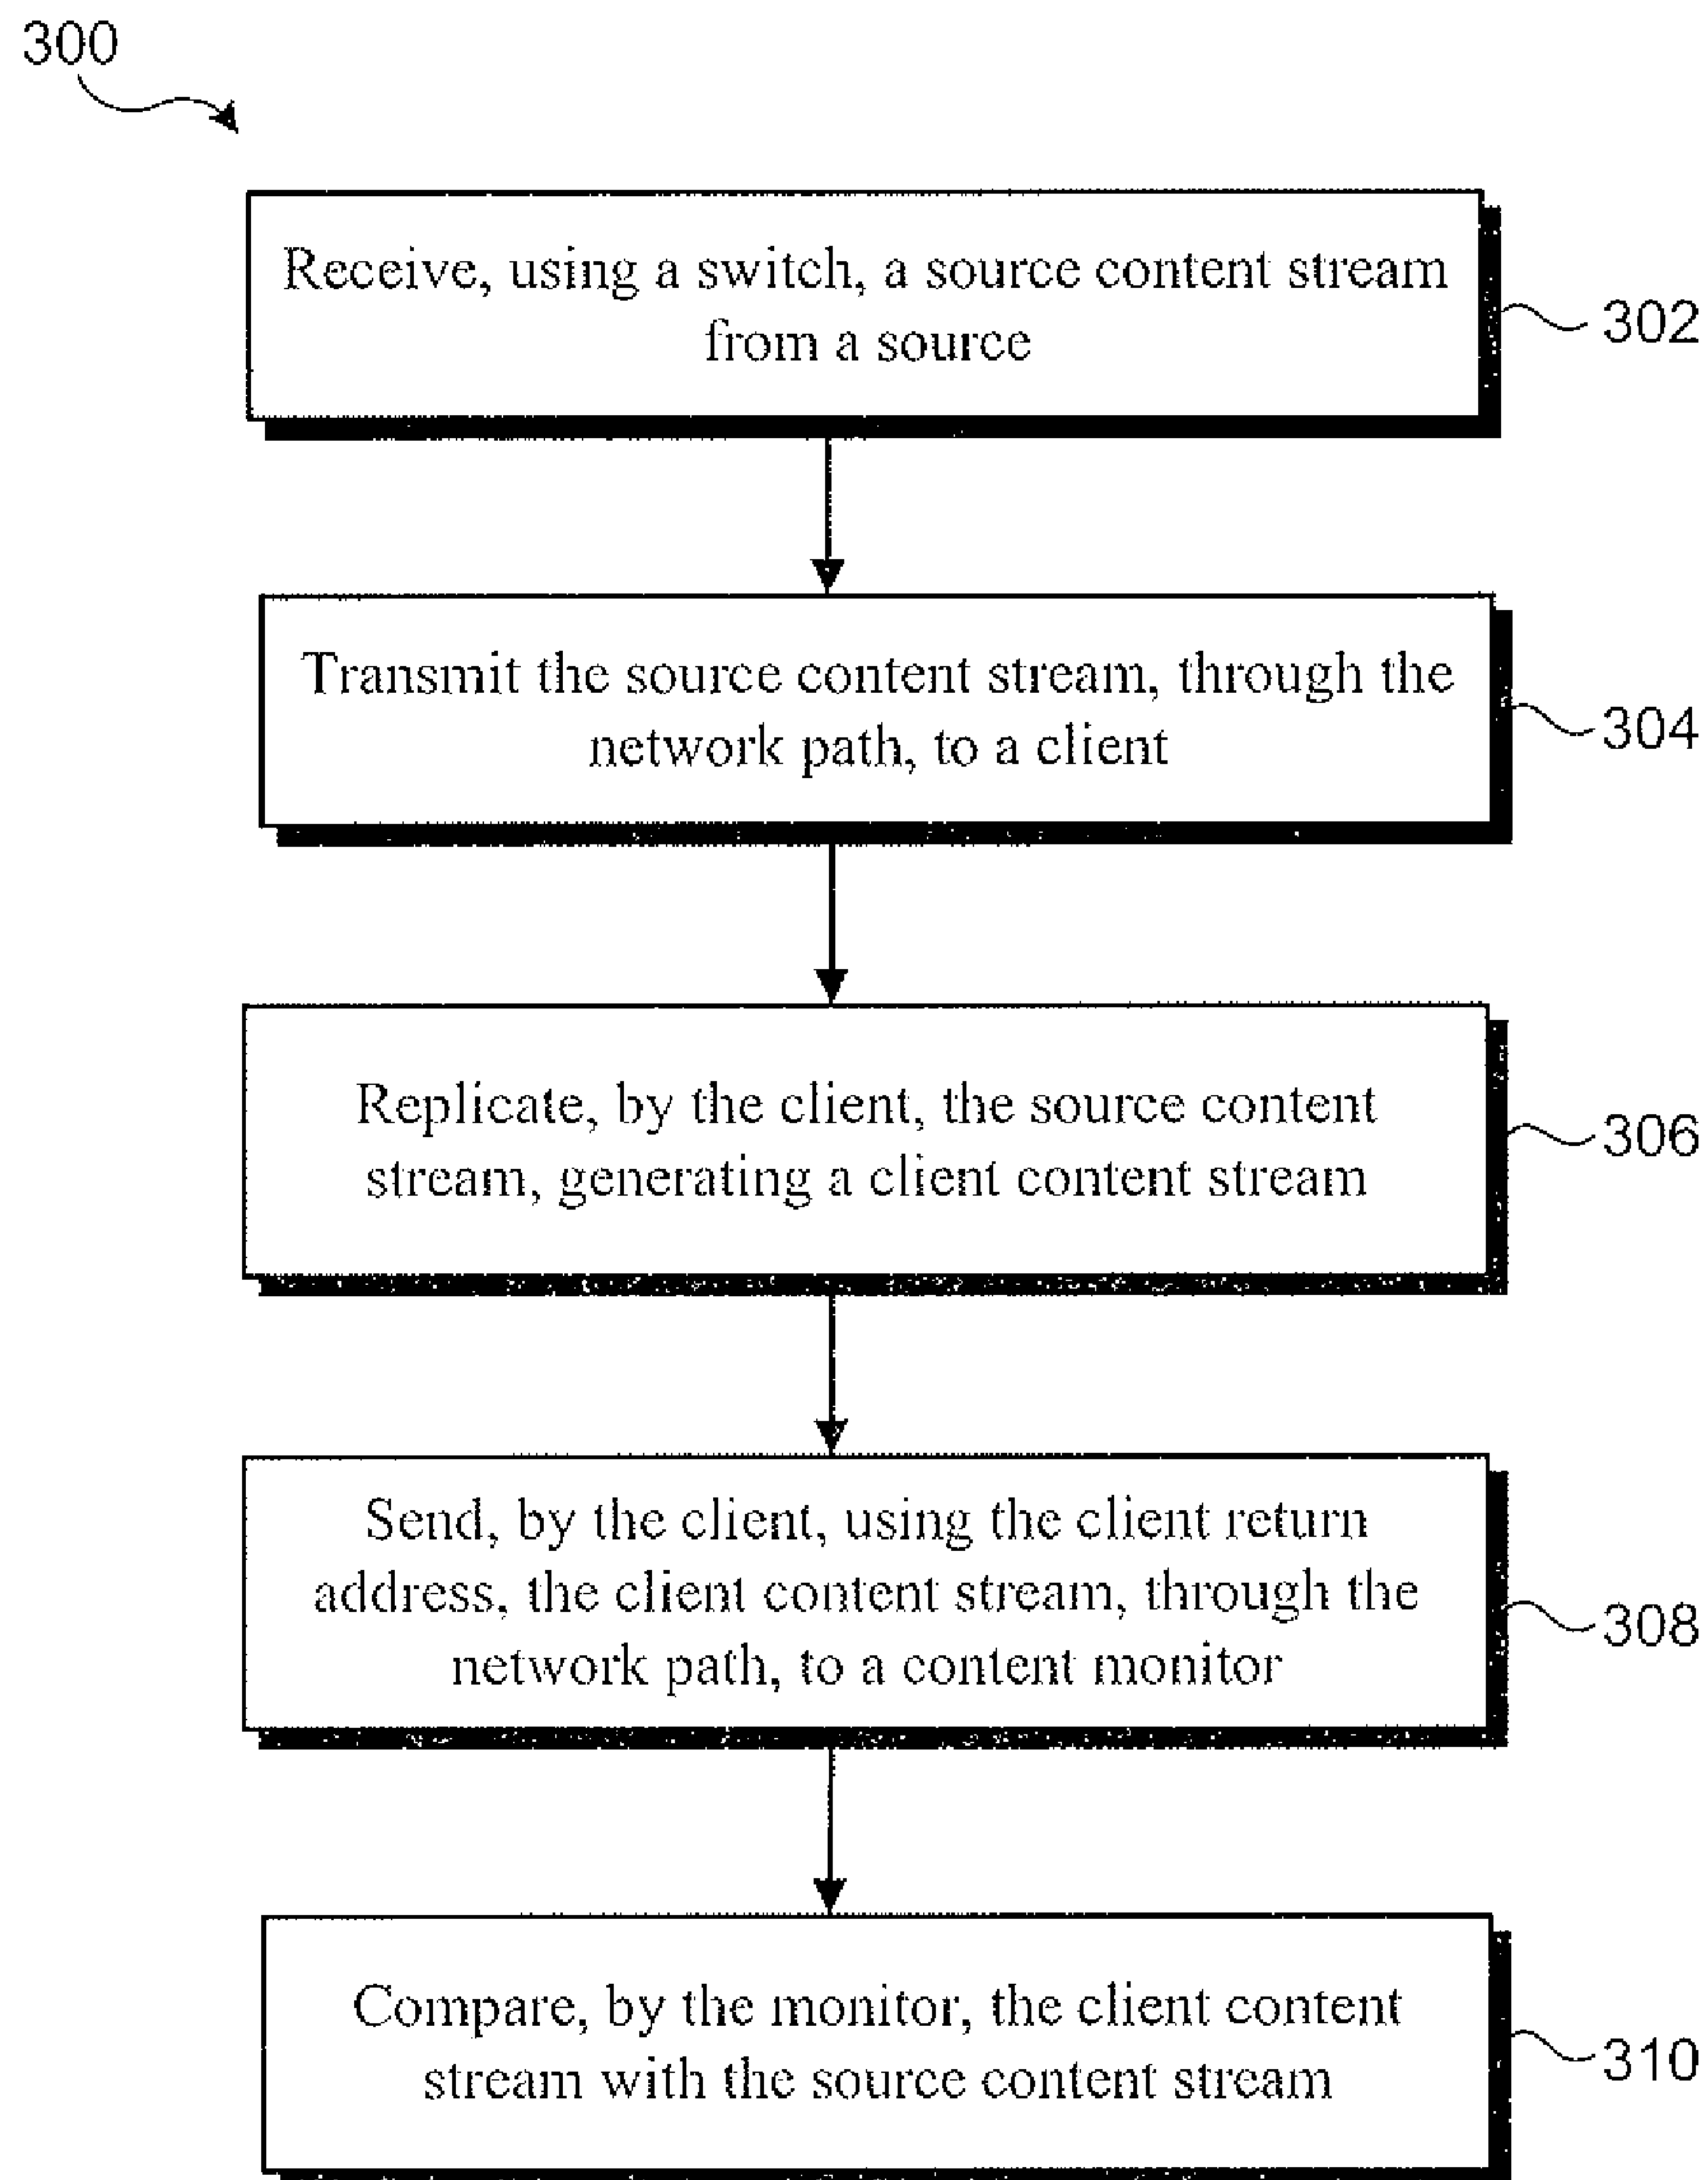 300
Receive, using a switch, a source content stream
from a source
302
Transmit the source content stream, through the
network path, to a client
304
Replicate, by the client, the source content
stream, generating a client content stream
306
Send, by the client, using the client return
address, the client content stream, through the
network path, to a content monitor
308
Compare, by the monitor, the client content
stream with the source content stream
310